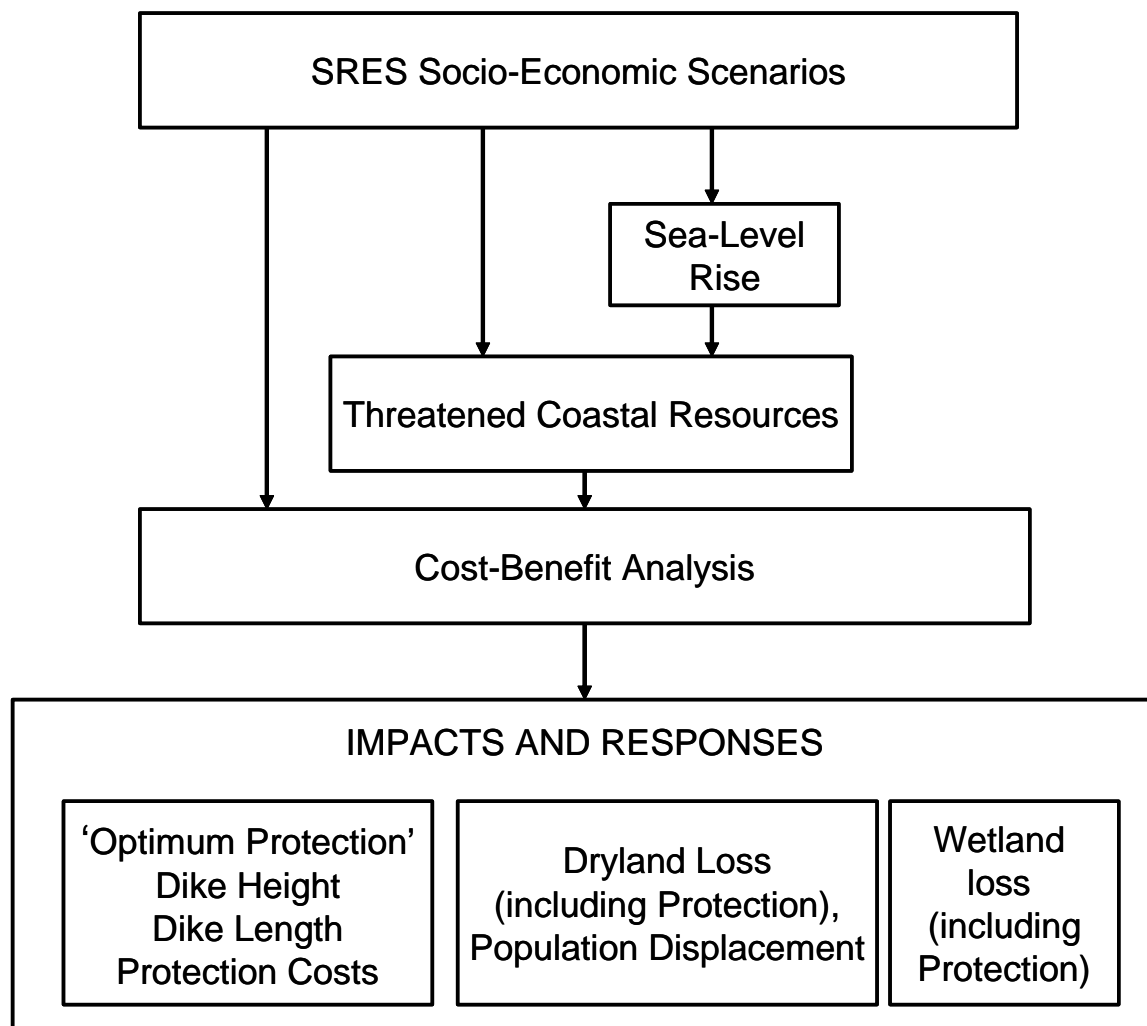 SRES Socio-Economic Scenarios
Sea-Level
Rise
Threatened Coastal Resources
Cost-Benefit Analysis
IMPACTS AND RESPONSES
‘Optimum Protection’
Dike Height
Dike Length
Protection Costs
Dryland Loss
(including Protection),
Population Displacement
Wetland
loss
(including
Protection)